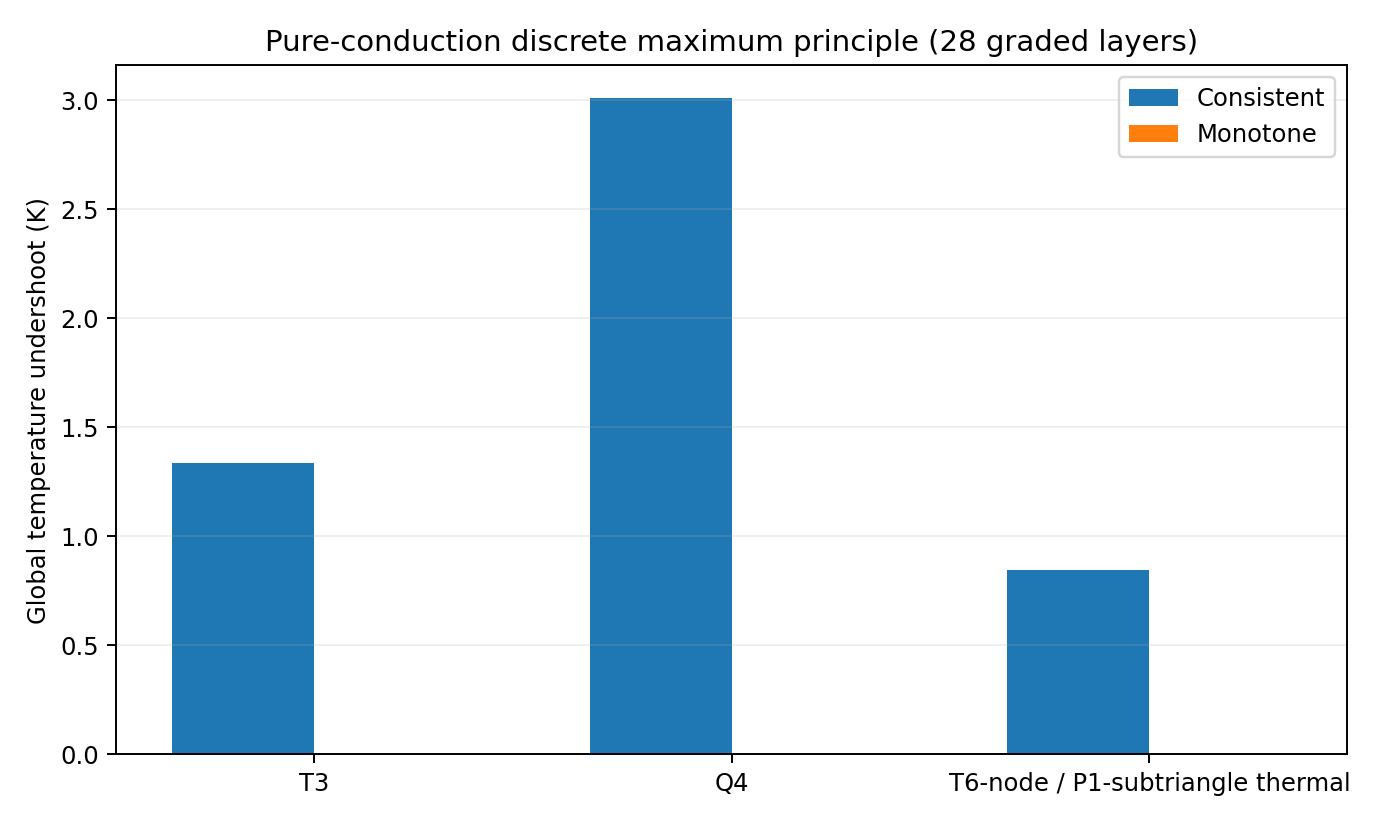 Pure-conduction discrete maximum principle (28 graded layers)
Consistent
Monotone
Global temperature undershoot (K)
3.0
2.5
2.0
1.5
1.0
0.5
0.0
T3
Q4
T6-node / P1-subtriangle thermal